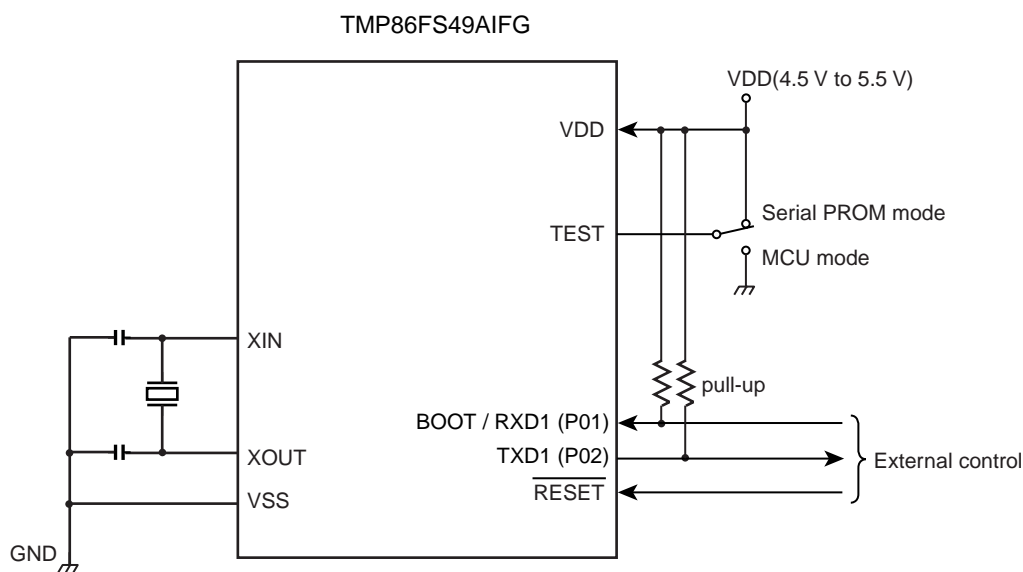 TMP86FS49AIFG
VDD(4.5 V to 5.5 V)
VDD
Serial PROM mode
TEST
MCU mode
XIN
pull-up
BOOT / RXD1 (P01)
XOUT
TXD1 (P02)
External control
RESET
VSS
GND